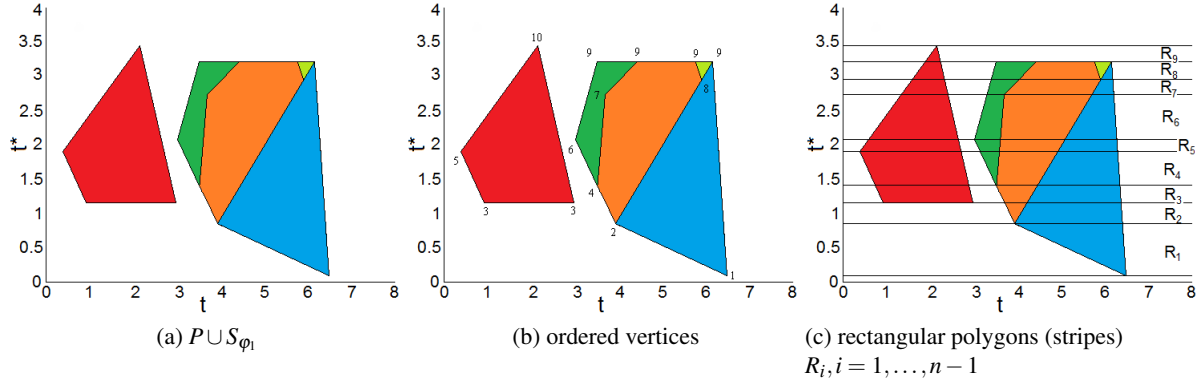 4
3.5
3
2.5
2
1.5
1
0.5
0
t*
0 1 2 3 4 5 6 7 8
t
(a) P ∪ S_φ₁
4
3.5
3
2.5
2
1.5
1
0.5
0
t*
10
9 9 9 9
8
7
6
5
4
3 3
2
1
0 1 2 3 4 5 6 7 8
t
(b) ordered vertices
4
3.5
3
2.5
2
1.5
1
0.5
0
t*
R₉
R₈
R₇
R₆
R₅
R₄
R₃
R₂
R₁
0 1 2 3 4 5 6 7 8
t
(c) rectangular polygons (stripes)
Rᵢ, i = 1, …, n − 1